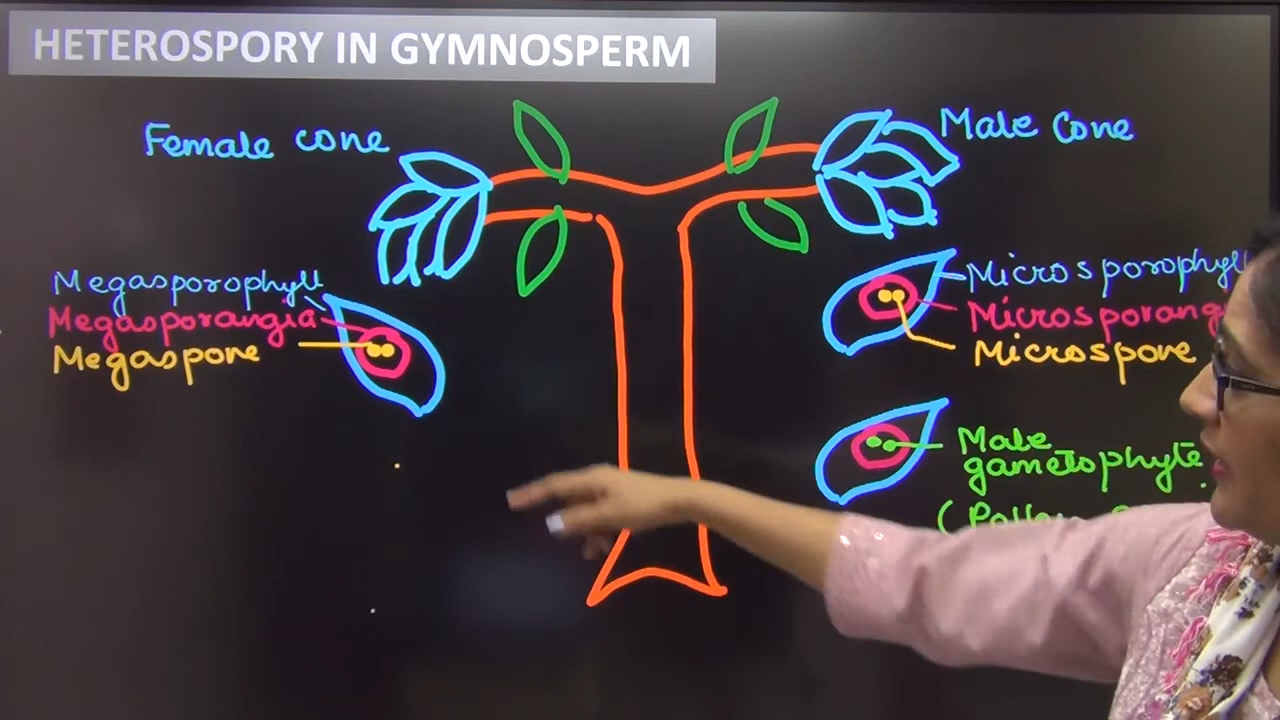 HETEROSPORY IN GYMNOSPERM
Female cone
Male Cone
Megasporophyll
Megasporangia
Megaspore
Microsporophyll
Microsporang
Microspore
Male
gametophyte